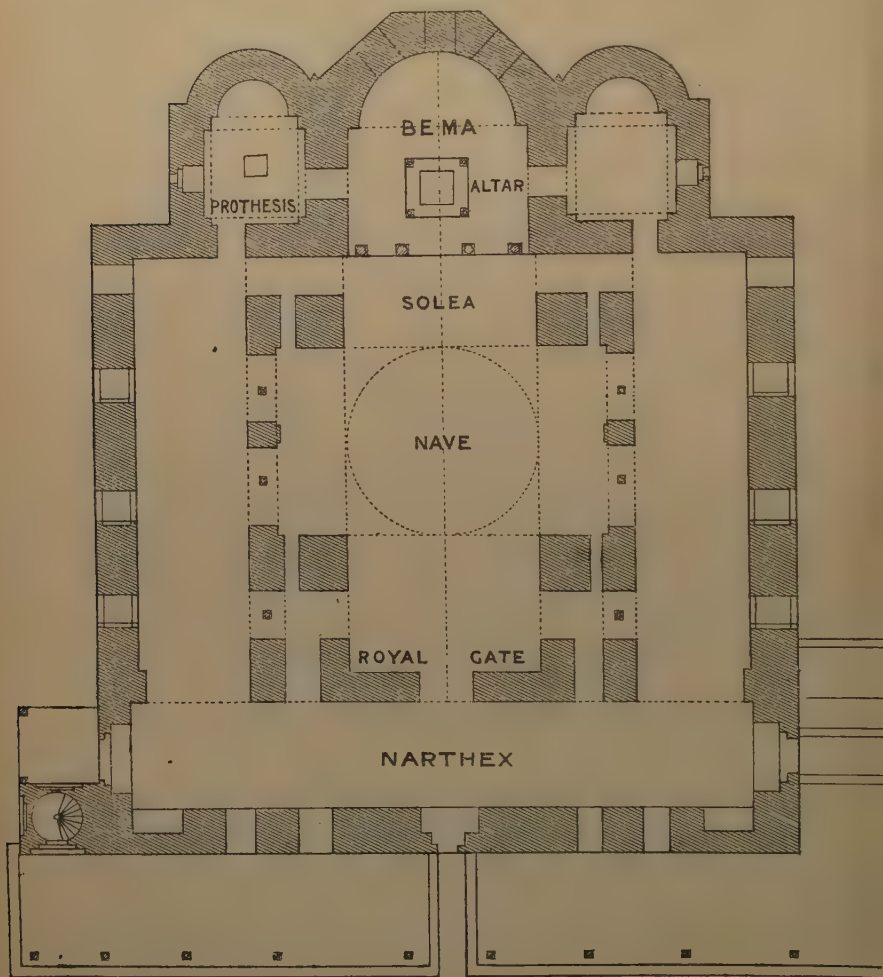 BEMA
ALTAR
PROTHESIS
SOLEA
NAVE
ROYAL GATE
NARTHEX